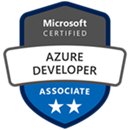 Microsoft
CERTIFIED
AZURE
DEVELOPER
ASSOCIATE